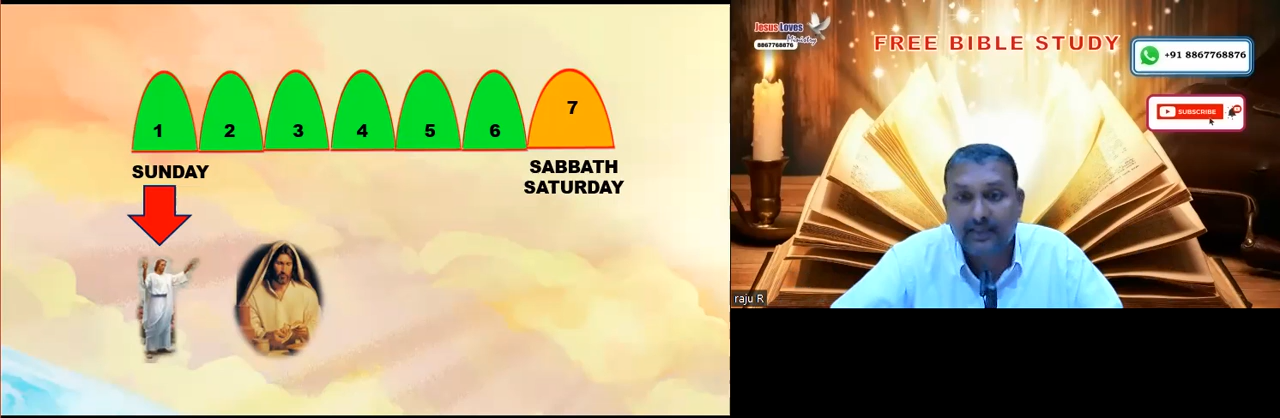 1 2 3 4 5 6 7
SUNDAY
SABBATH
SATURDAY
Jesus Loves
Ministry
8867768876
FREE BIBLE STUDY
+91 8867768876
SUBSCRIBE
raju R